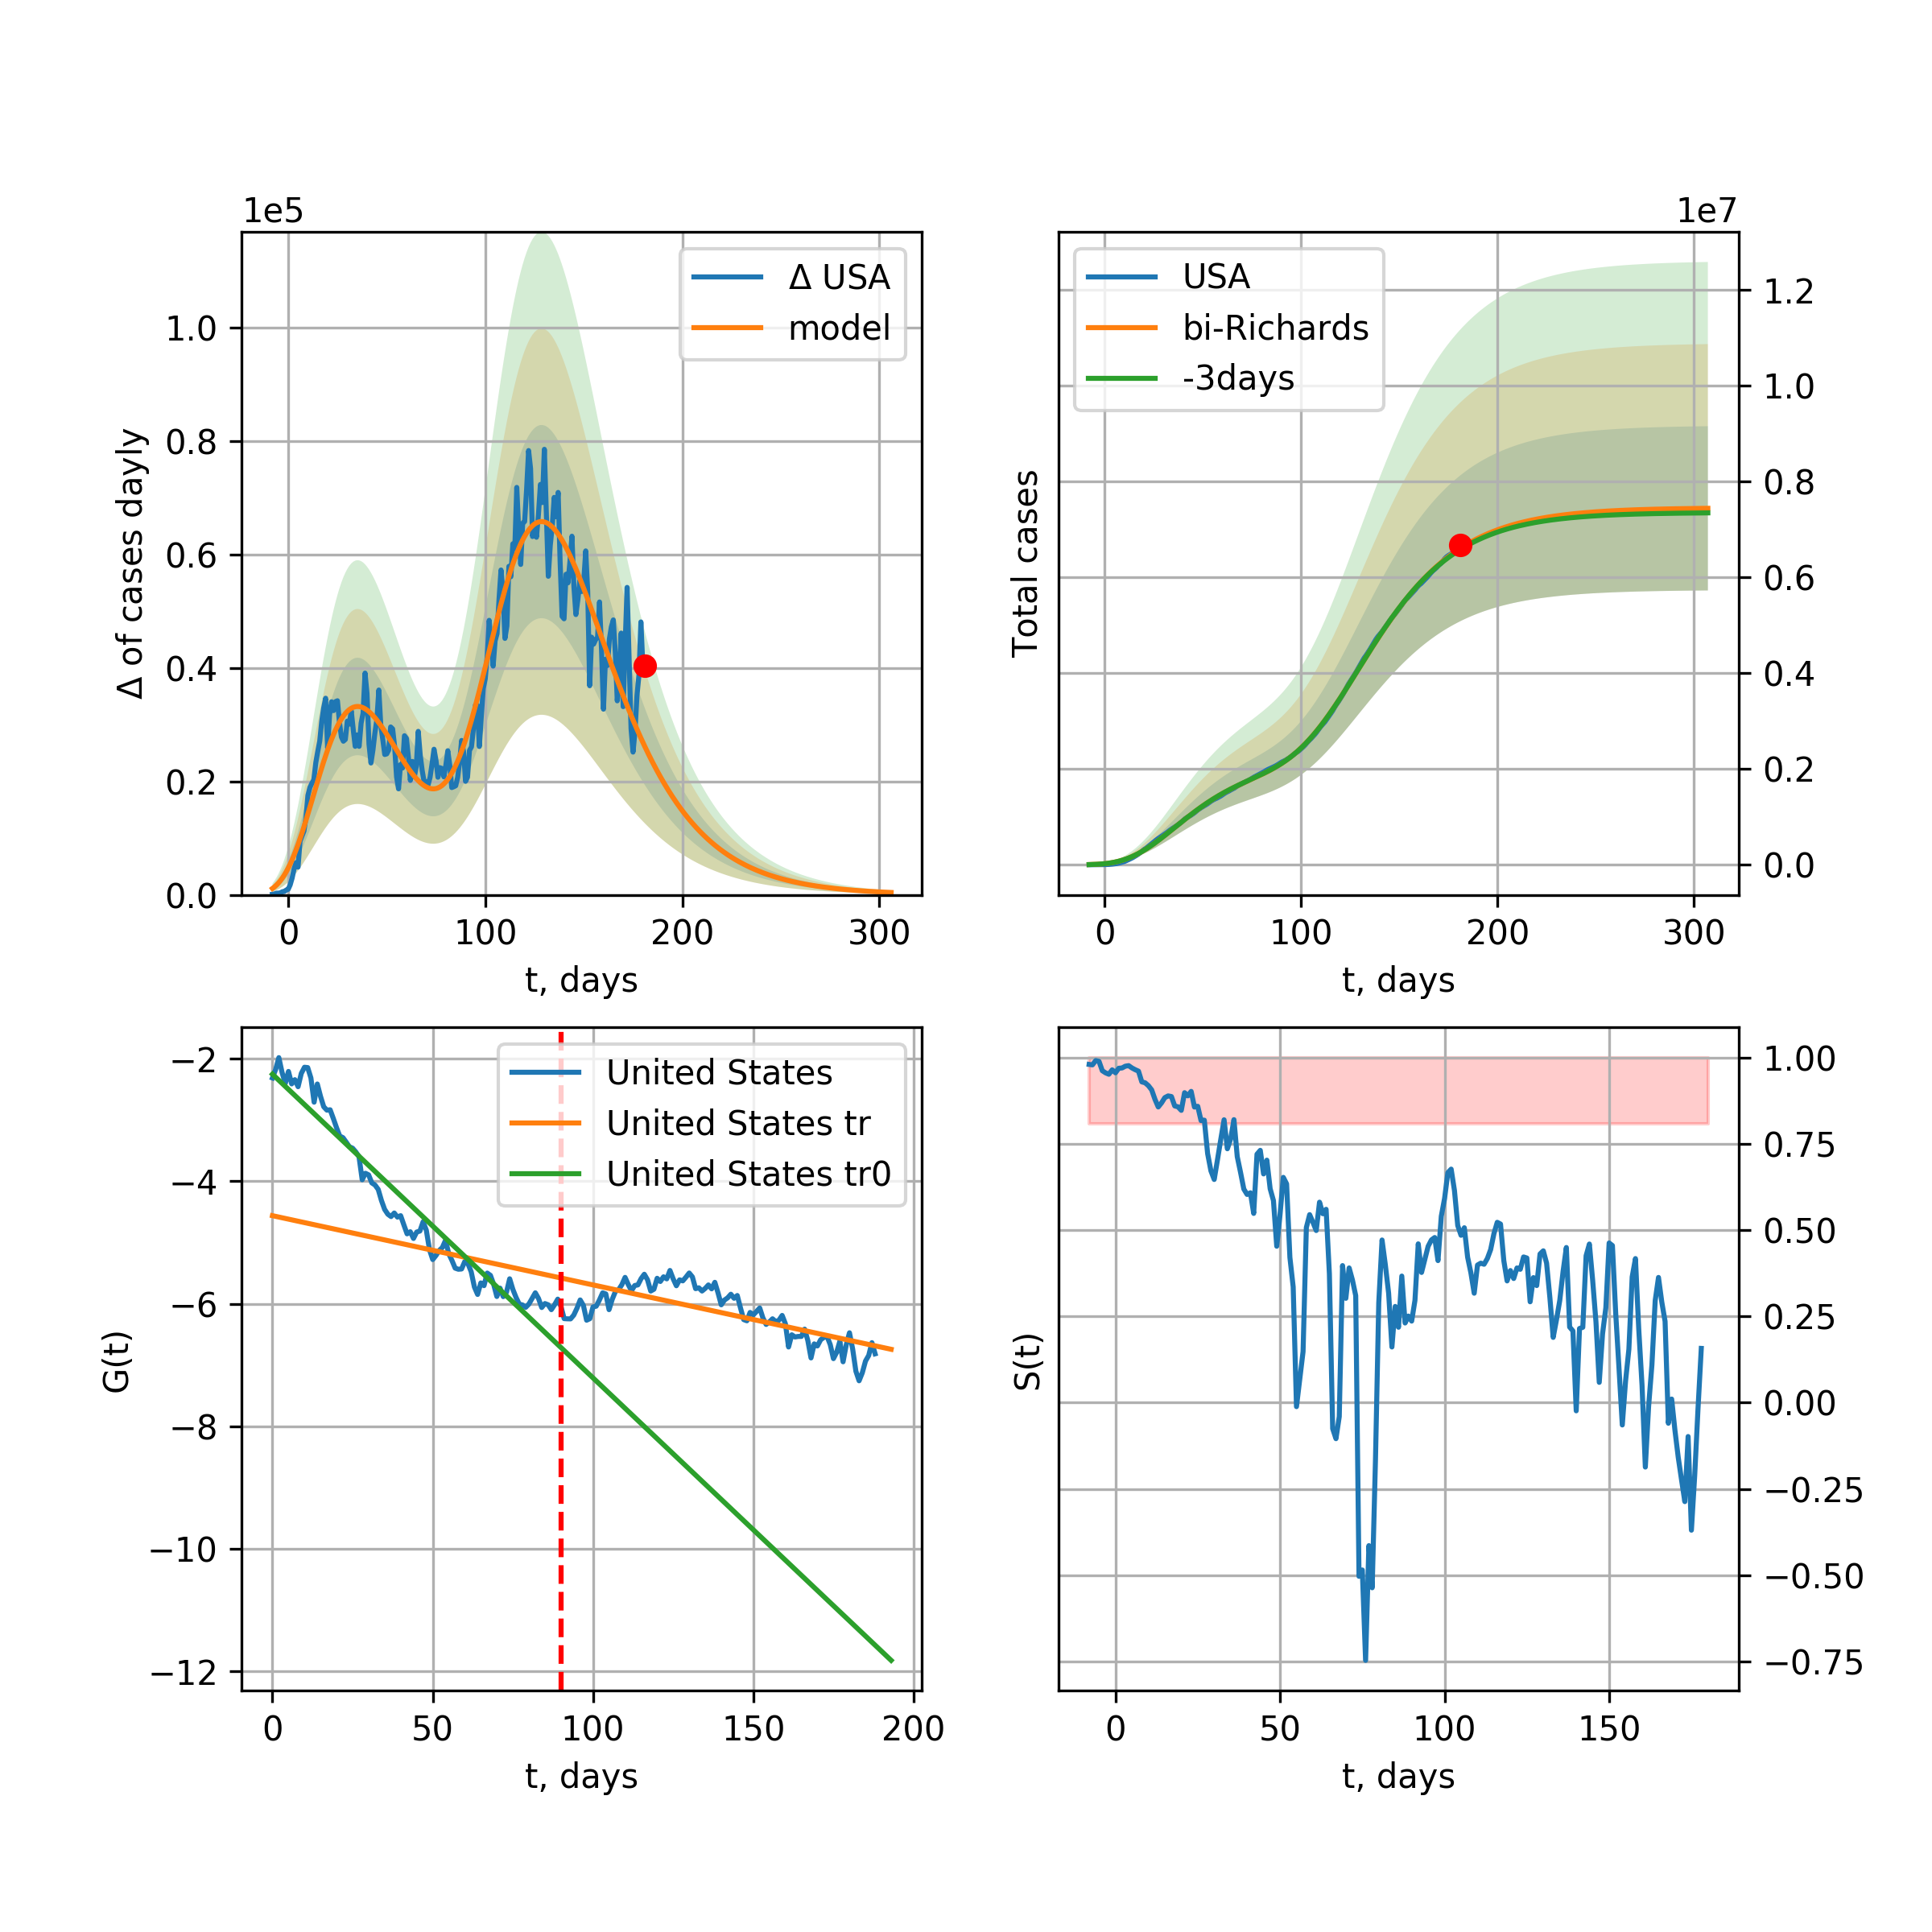 1e5
Δ of cases dayly
1.0
0.8
0.6
0.4
0.2
0.0
0 100 200 300
t, days
Δ USA
model
1e7
Total cases
1.2
1.0
0.8
0.6
0.4
0.2
0.0
0 100 200 300
t, days
USA
bi-Richards
-3days
G(t)
−2
−4
−6
−8
−10
−12
0 50 100 150 200
t, days
United States
United States tr
United States tr0
S(t)
1.00
0.75
0.50
0.25
0.00
−0.25
−0.50
−0.75
0 50 100 150
t, days